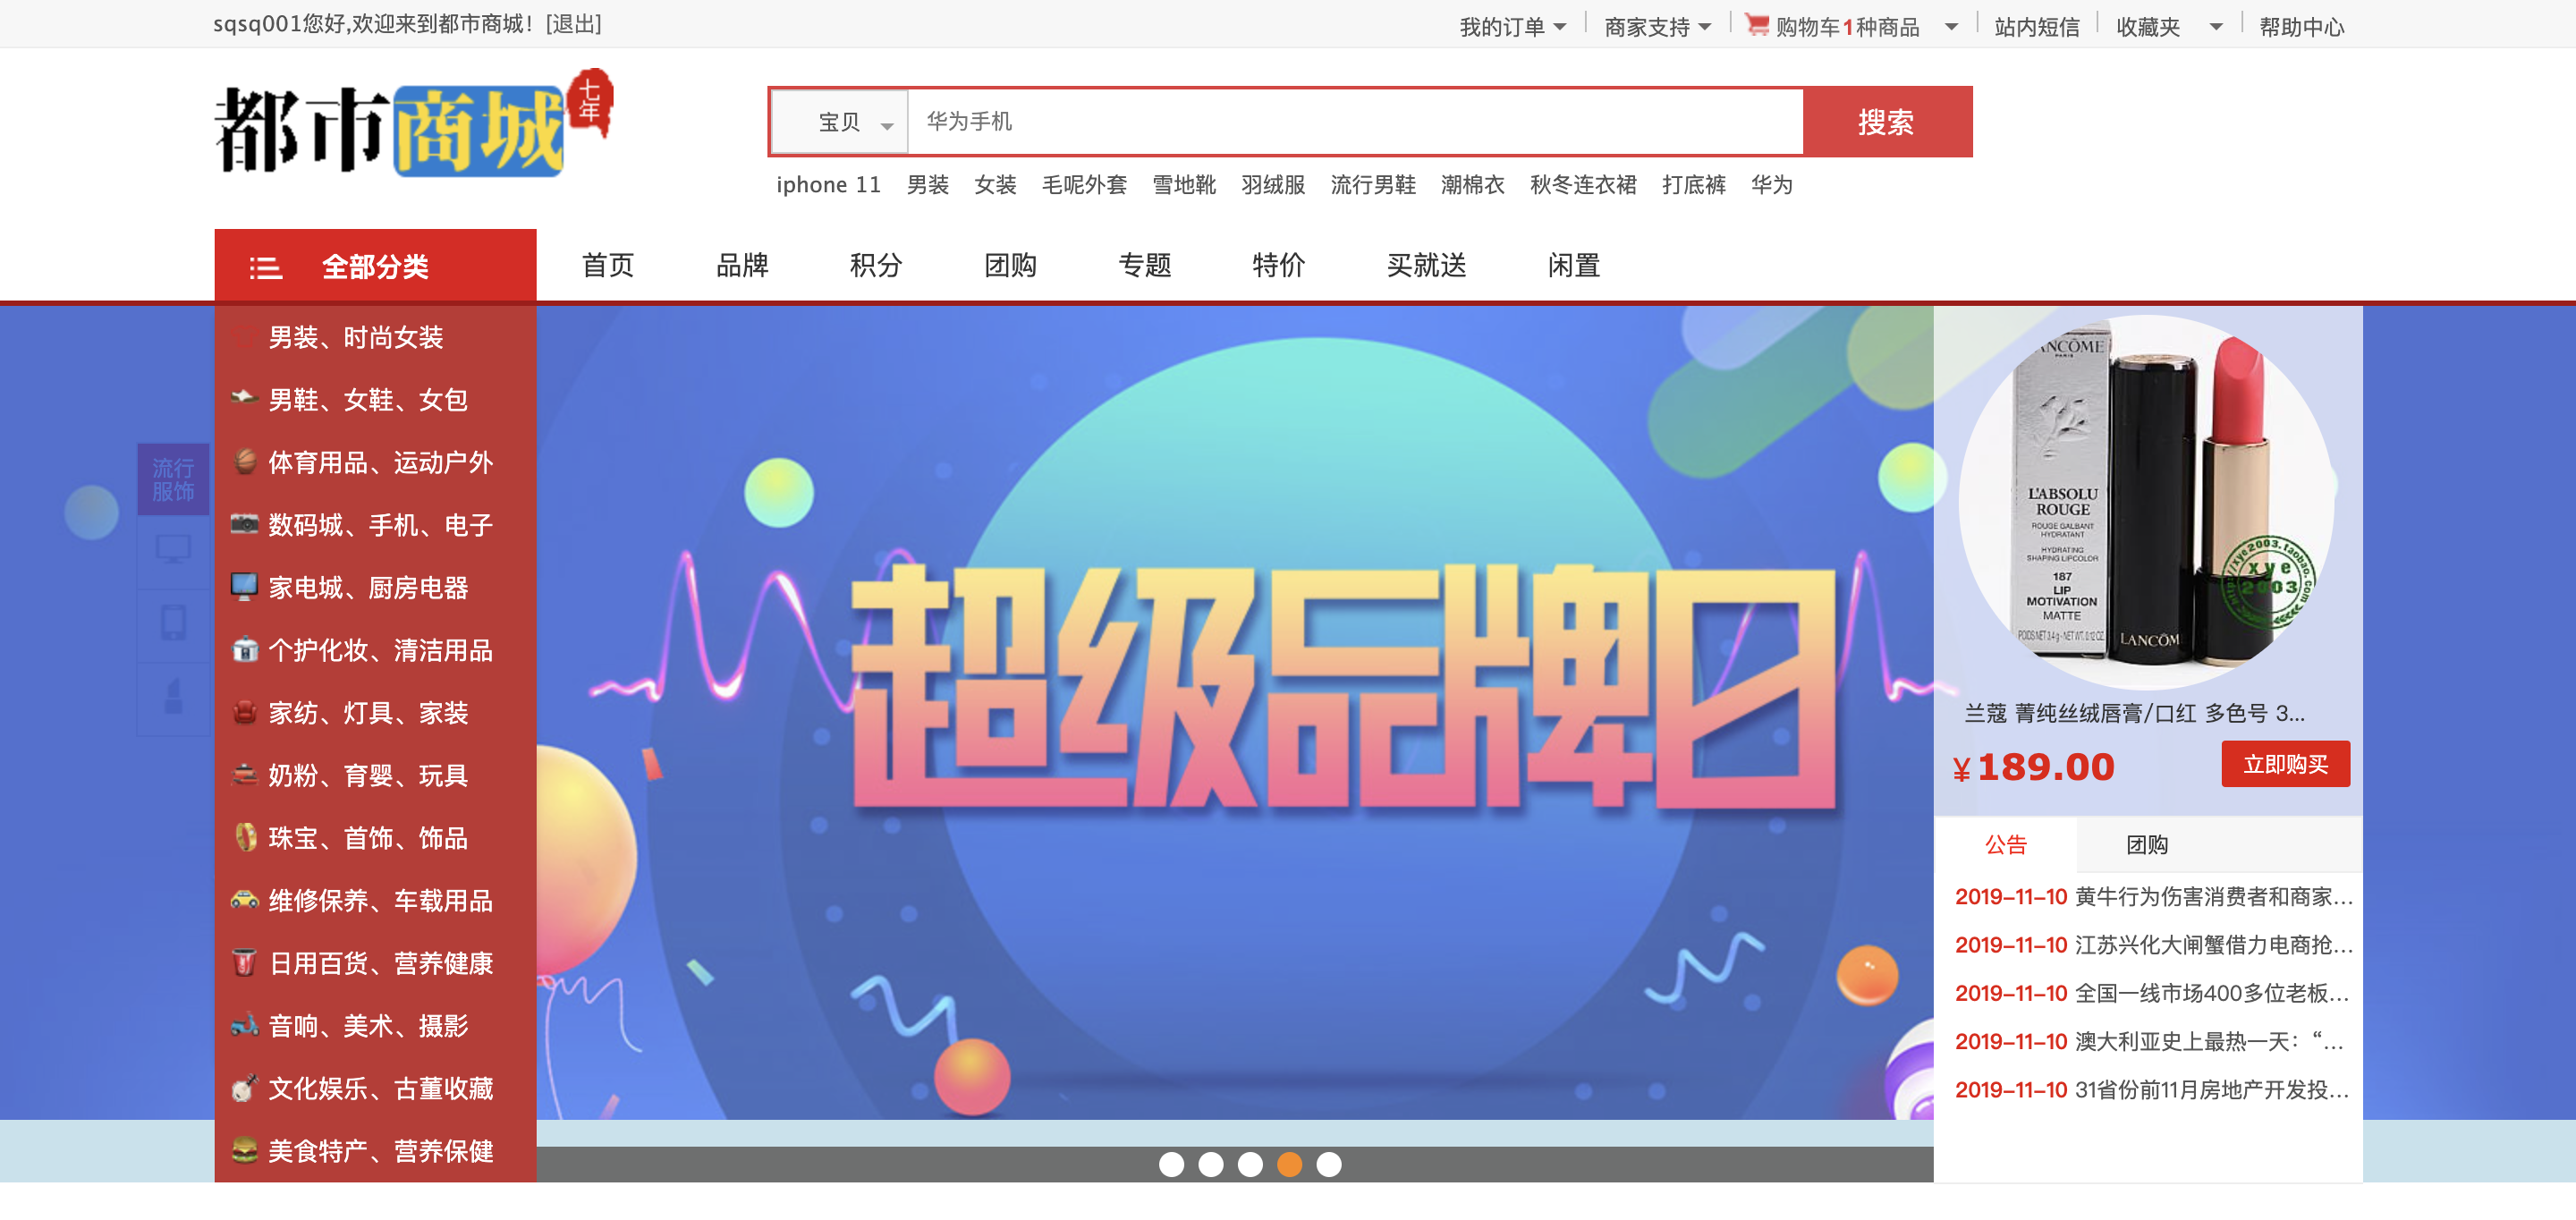 sqsq001您好,欢迎来到都市商城！[退出]
我的订单
商家支持
购物车1种商品
站内短信
收藏夹
帮助中心
都市商城
七年
宝贝
华为手机
搜索
iphone 11 男装 女装 毛呢外套 雪地靴 羽绒服 流行男鞋 潮棉衣 秋冬连衣裙 打底裤 华为
全部分类
首页 品牌 积分 团购 专题 特价 买就送 闲置
男装、时尚女装
男鞋、女鞋、女包
体育用品、运动户外
数码城、手机、电子
家电城、厨房电器
个护化妆、清洁用品
家纺、灯具、家装
奶粉、育婴、玩具
珠宝、首饰、饰品
维修保养、车载用品
日用百货、营养健康
音响、美术、摄影
文化娱乐、古董收藏
美食特产、营养保健
流行
服饰
超级品牌日
LANCÔME
PARIS
L'ABSOLU
ROUGE
ROUGE GALBANT
HYDRATANT
HYDRATING
SHAPING LIPCOLOR
187
LIP
MOTIVATION
MATTE
LANCÔM
xye
2003
兰蔻 菁纯丝绒唇膏/口红 多色号 3...
¥189.00
立即购买
公告
团购
2019-11-10 黄牛行为伤害消费者和商家...
2019-11-10 江苏兴化大闸蟹借力电商抢...
2019-11-10 全国一线市场400多位老板...
2019-11-10 澳大利亚史上最热一天：“...
2019-11-10 31省份前11月房地产开发投...